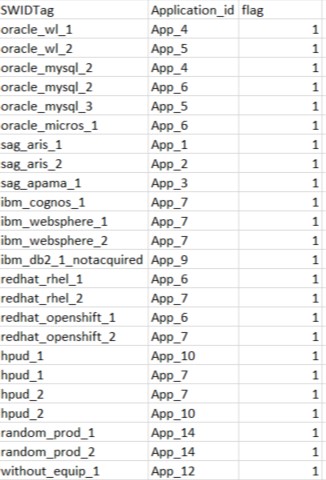 SWIDTag Application_id flag
oracle_wl_1 App_4 1
oracle_wl_2 App_5 1
oracle_mysql_2 App_4 1
oracle_mysql_2 App_6 1
oracle_mysql_3 App_5 1
oracle_micros_1 App_6 1
sag_aris_1 App_1 1
sag_aris_2 App_2 1
sag_apama_1 App_3 1
ibm_cognos_1 App_7 1
ibm_websphere_1 App_7 1
ibm_websphere_2 App_7 1
ibm_db2_1_notacquired App_9 1
redhat_rhel_1 App_6 1
redhat_rhel_2 App_7 1
redhat_openshift_1 App_6 1
redhat_openshift_2 App_7 1
hpud_1 App_10 1
hpud_1 App_7 1
hpud_2 App_7 1
hpud_2 App_10 1
random_prod_1 App_14 1
random_prod_2 App_14 1
without_equip_1 App_12 1